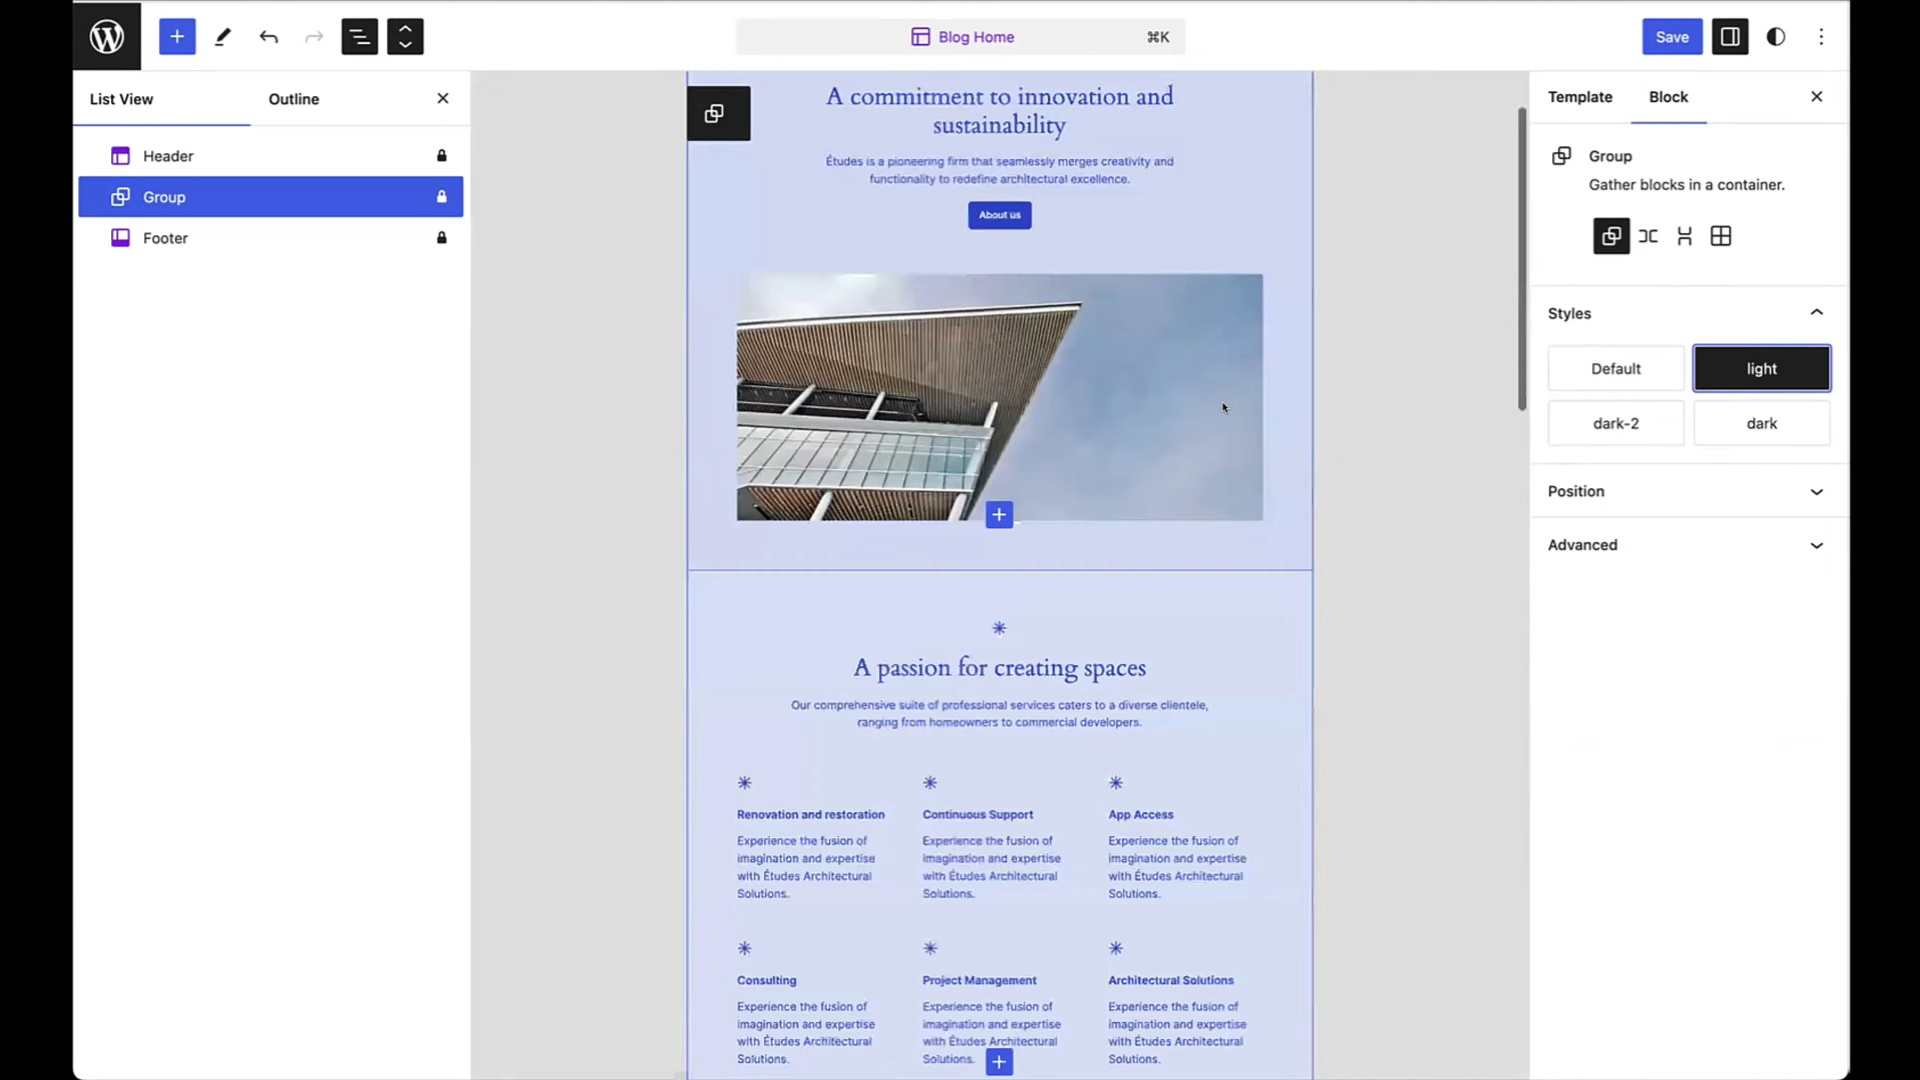 Blog Home
⌘K
Save
List View
Outline
Header
Group
Footer
A commitment to innovation and
sustainability
Études is a pioneering firm that seamlessly merges creativity and
functionality to redefine architectural excellence.
About us
A passion for creating spaces
Our comprehensive suite of professional services caters to a diverse clientele,
ranging from homeowners to commercial developers.
Renovation and restoration
Experience the fusion of
imagination and expertise
with Études Architectural
Solutions.
Continuous Support
Experience the fusion of
imagination and expertise
with Études Architectural
Solutions.
App Access
Experience the fusion of
imagination and expertise
with Études Architectural
Solutions.
Consulting
Experience the fusion of
imagination and expertise
with Études Architectural
Solutions.
Project Management
Experience the fusion of
imagination and expertise
with Études Architectural
Solutions.
Architectural Solutions
Experience the fusion of
imagination and expertise
with Études Architectural
Solutions.
Template
Block
Group
Gather blocks in a container.
Styles
Default
light
dark-2
dark
Position
Advanced